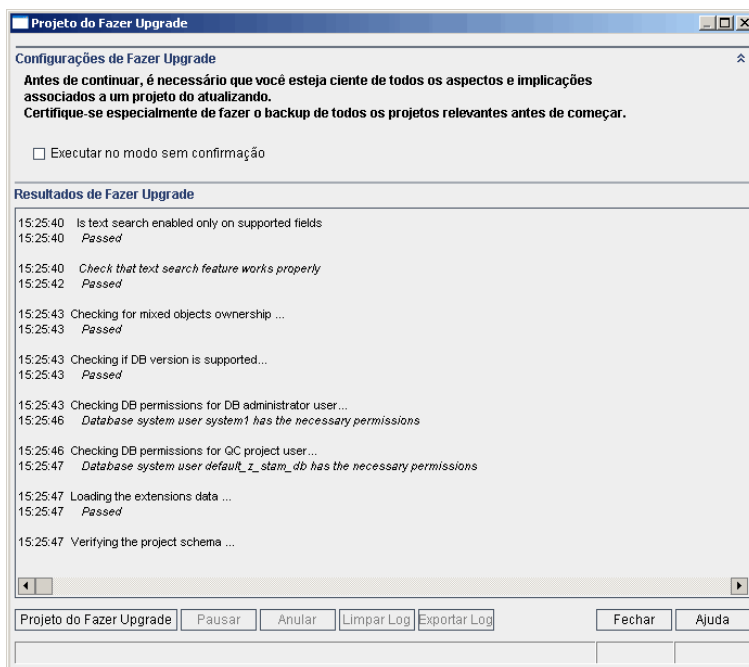 Projeto do Fazer Upgrade
Configurações de Fazer Upgrade
Antes de continuar, é necessário que você esteja ciente de todos os aspectos e implicações
associados a um projeto do atualizando.
Certifique-se especialmente de fazer o backup de todos os projetos relevantes antes de começar.
Executar no modo sem confirmação
Resultados de Fazer Upgrade
15:25:40 Is text search enabled only on supported fields
15:25:40 Passed
15:25:40 Check that text search feature works properly
15:25:42 Passed
15:25:43 Checking for mixed objects ownership ...
15:25:43 Passed
15:25:43 Checking if DB version is supported...
15:25:43 Passed
15:25:43 Checking DB permissions for DB administrator user...
15:25:46 Database system user system1 has the necessary permissions
15:25:46 Checking DB permissions for QC project user...
15:25:47 Database system user default_z_stam_db has the necessary permissions
15:25:47 Loading the extensions data ...
15:25:47 Passed
15:25:47 Verifying the project schema ...
Projeto do Fazer Upgrade Pausar Anular Limpar Log Exportar Log Fechar Ajuda